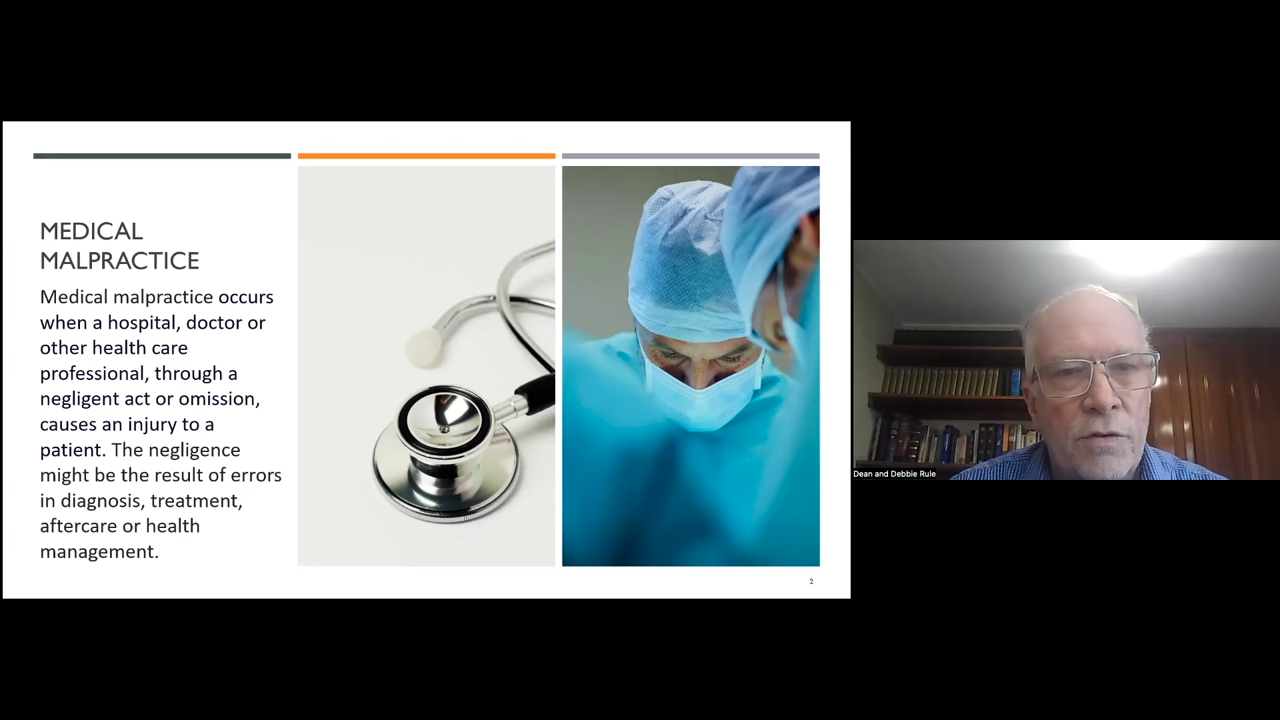 MEDICAL
MALPRACTICE
Medical malpractice occurs
when a hospital, doctor or
other health care
professional, through a
negligent act or omission,
causes an injury to a
patient. The negligence
might be the result of errors
in diagnosis, treatment,
aftercare or health
management.
2
Dean and Debbie Rule